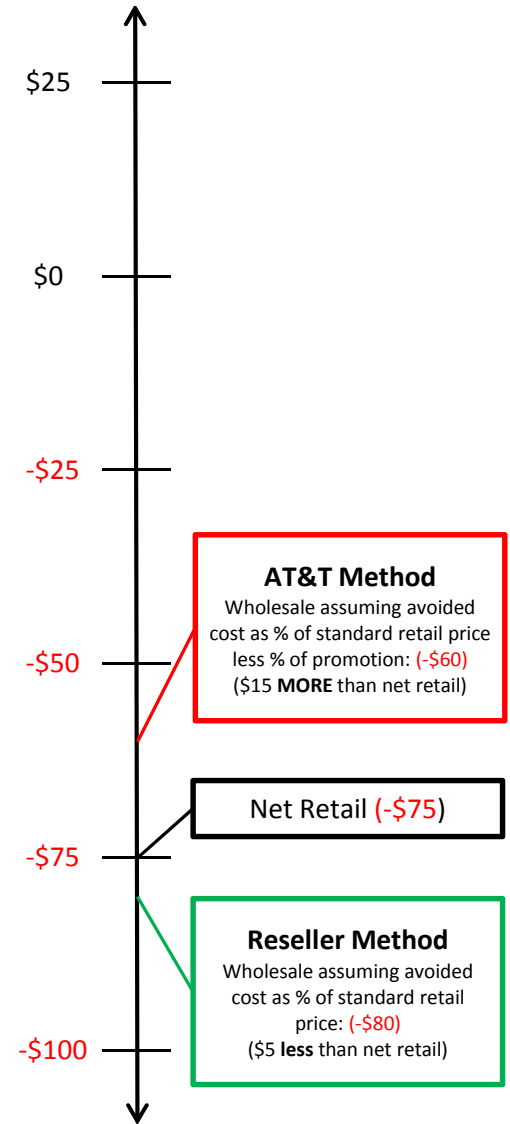 $25
$0
-$25
AT&T Method
Wholesale assuming avoided
cost as % of standard retail price
less % of promotion: (-$60)
($15 MORE than net retail)
-$50
Net Retail (-$75)
-$75
Reseller Method
Wholesale assuming avoided
cost as % of standard retail
price: (-$80)
($5 less than net retail)
-$100